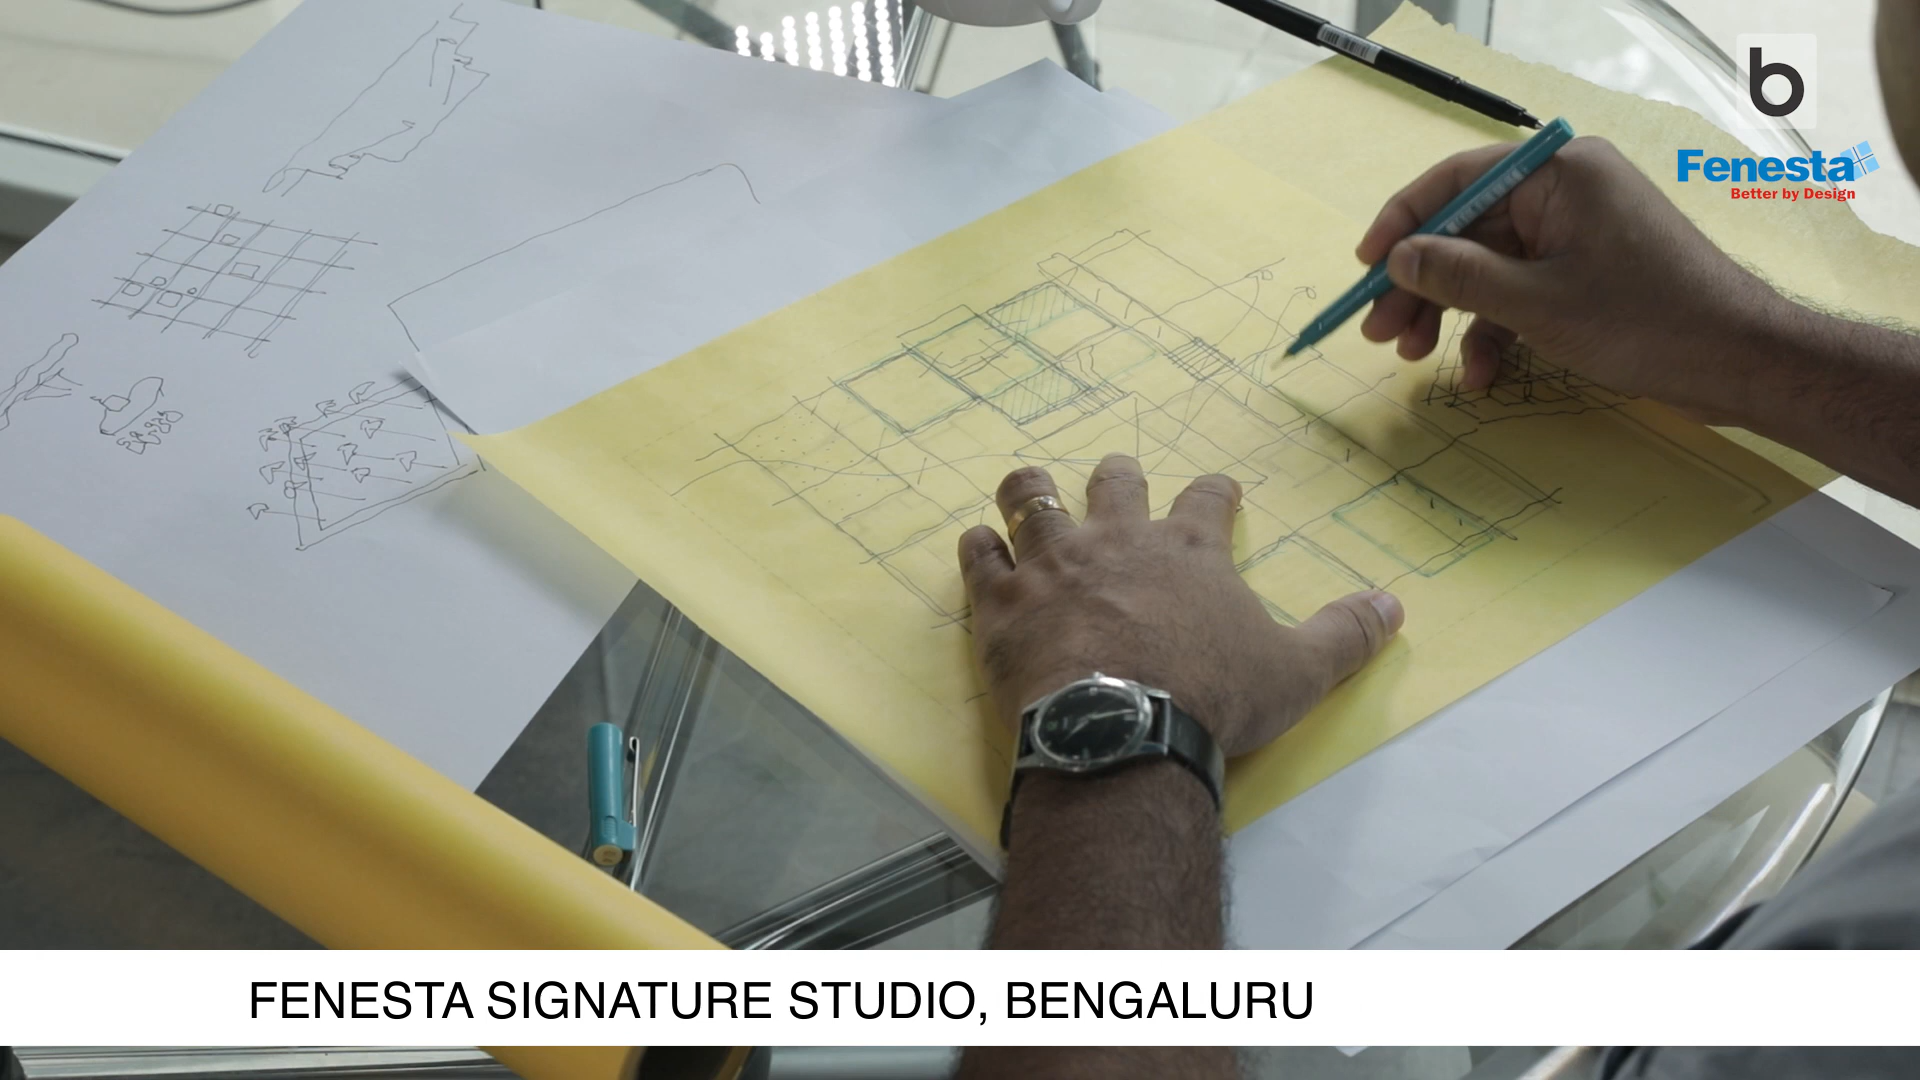 b
Fenesta
Better by Design
FENESTA SIGNATURE STUDIO, BENGALURU